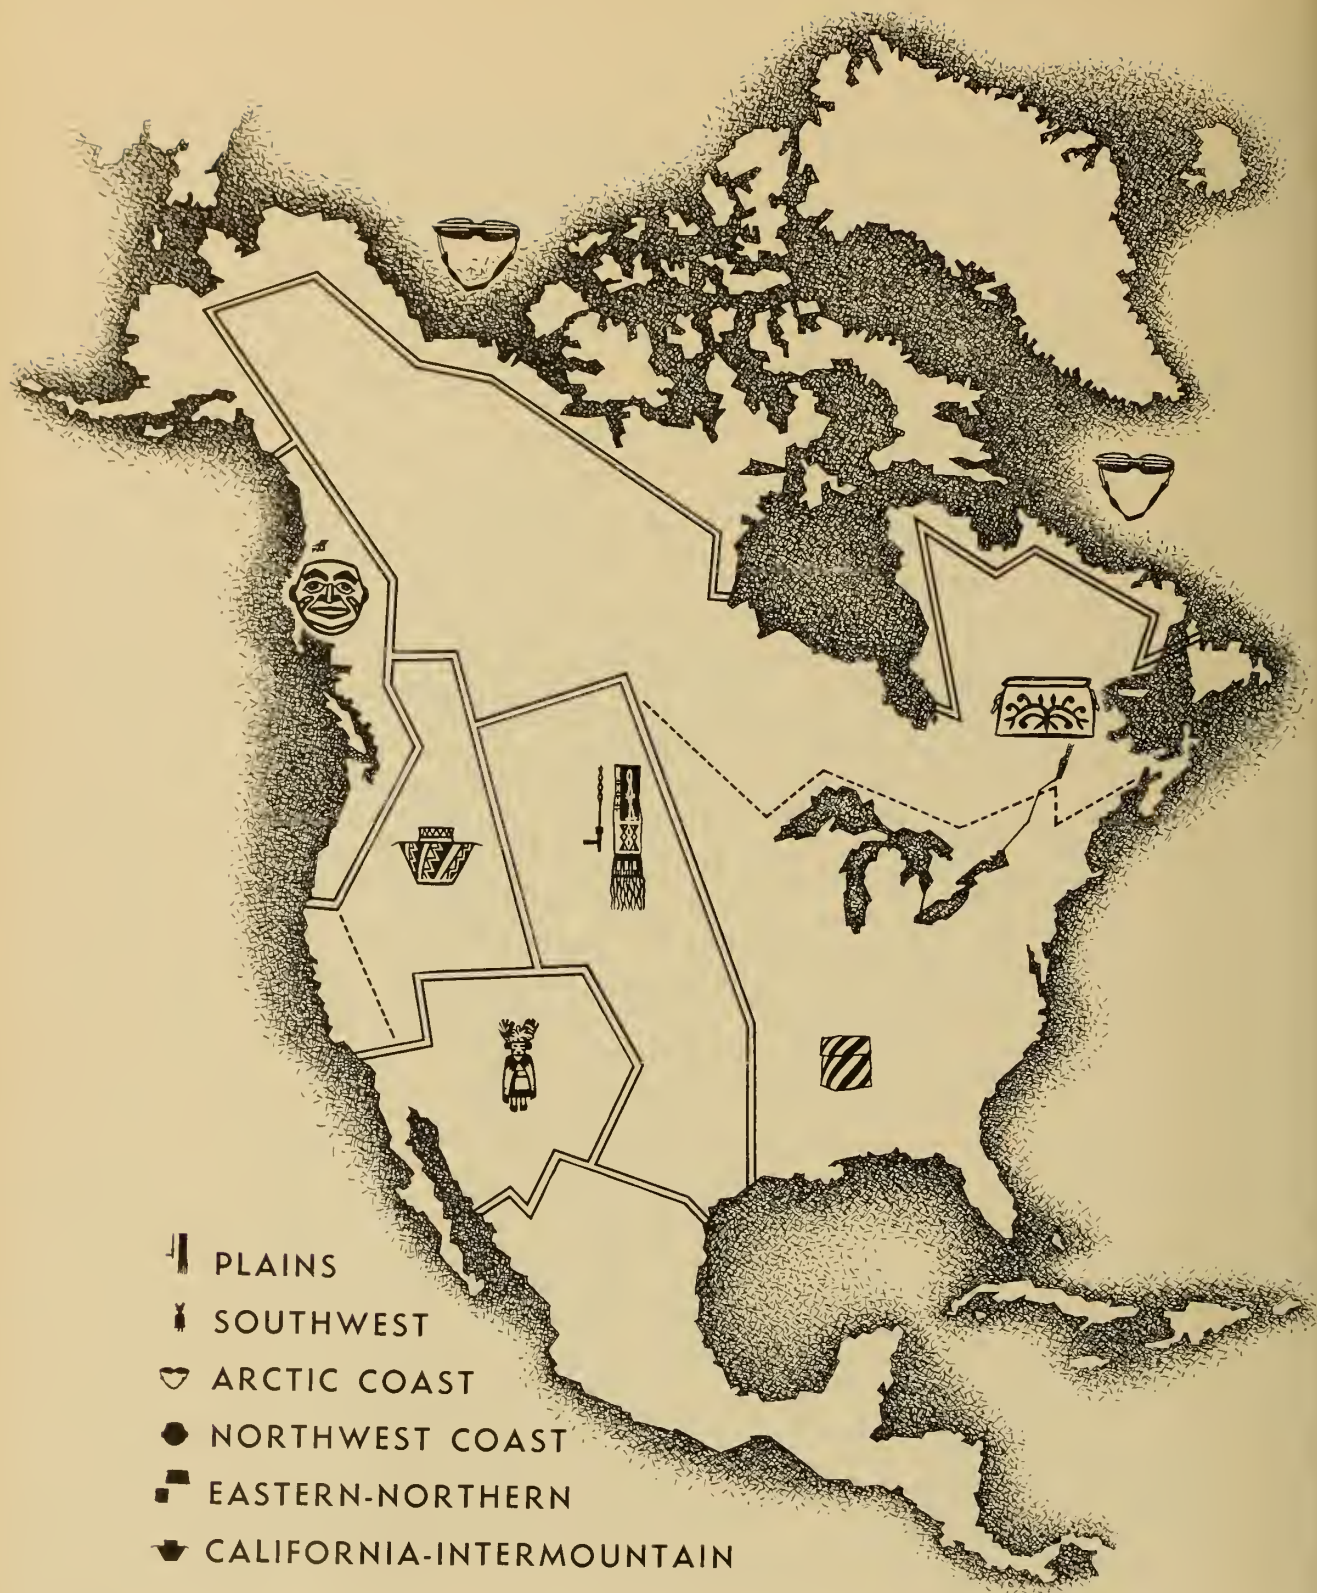 PLAINS
SOUTHWEST
ARCTIC COAST
NORTHWEST COAST
EASTERN-NORTHERN
CALIFORNIA-INTERMOUNTAIN